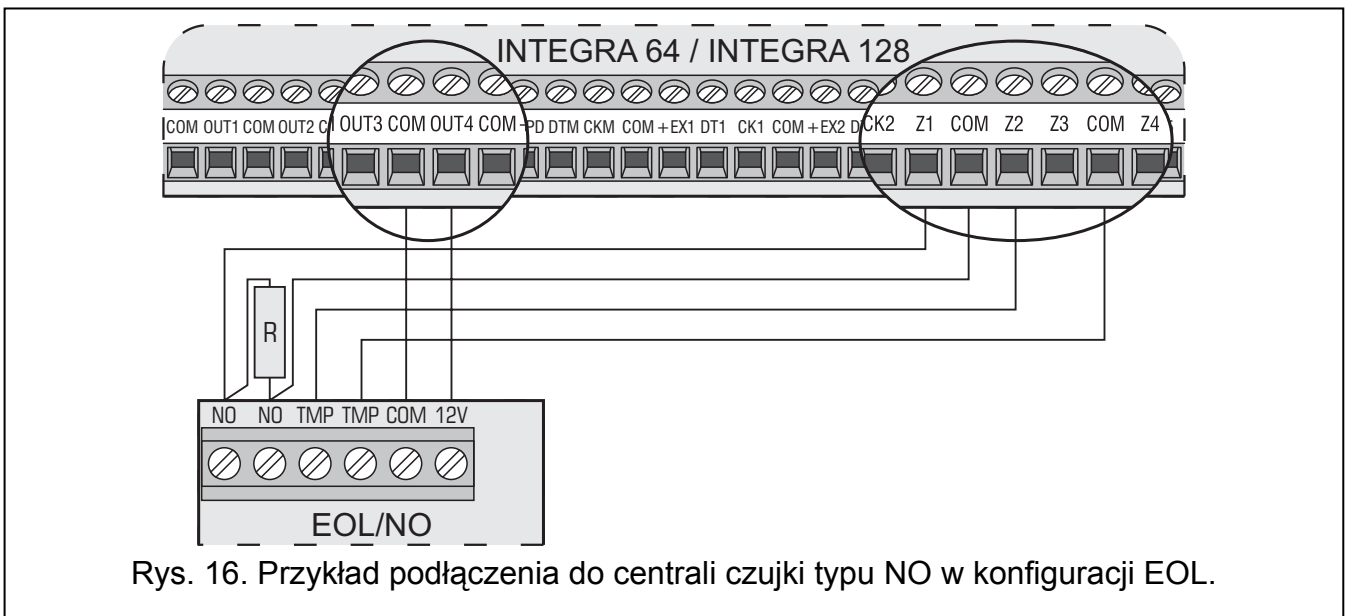 INTEGRA 64 / INTEGRA 128
COM OUT1 COM OUT2 OUT3 COM OUT4 COM PD DTM CKM COM +EX1 DT1 CK1 COM +EX2 CK2 Z1 COM Z2 Z3 COM Z4
R
NO NO TMP TMP COM 12V
EOL/NO
Rys. 16. Przykład podłączenia do centrali czujki typu NO w konfiguracji EOL.